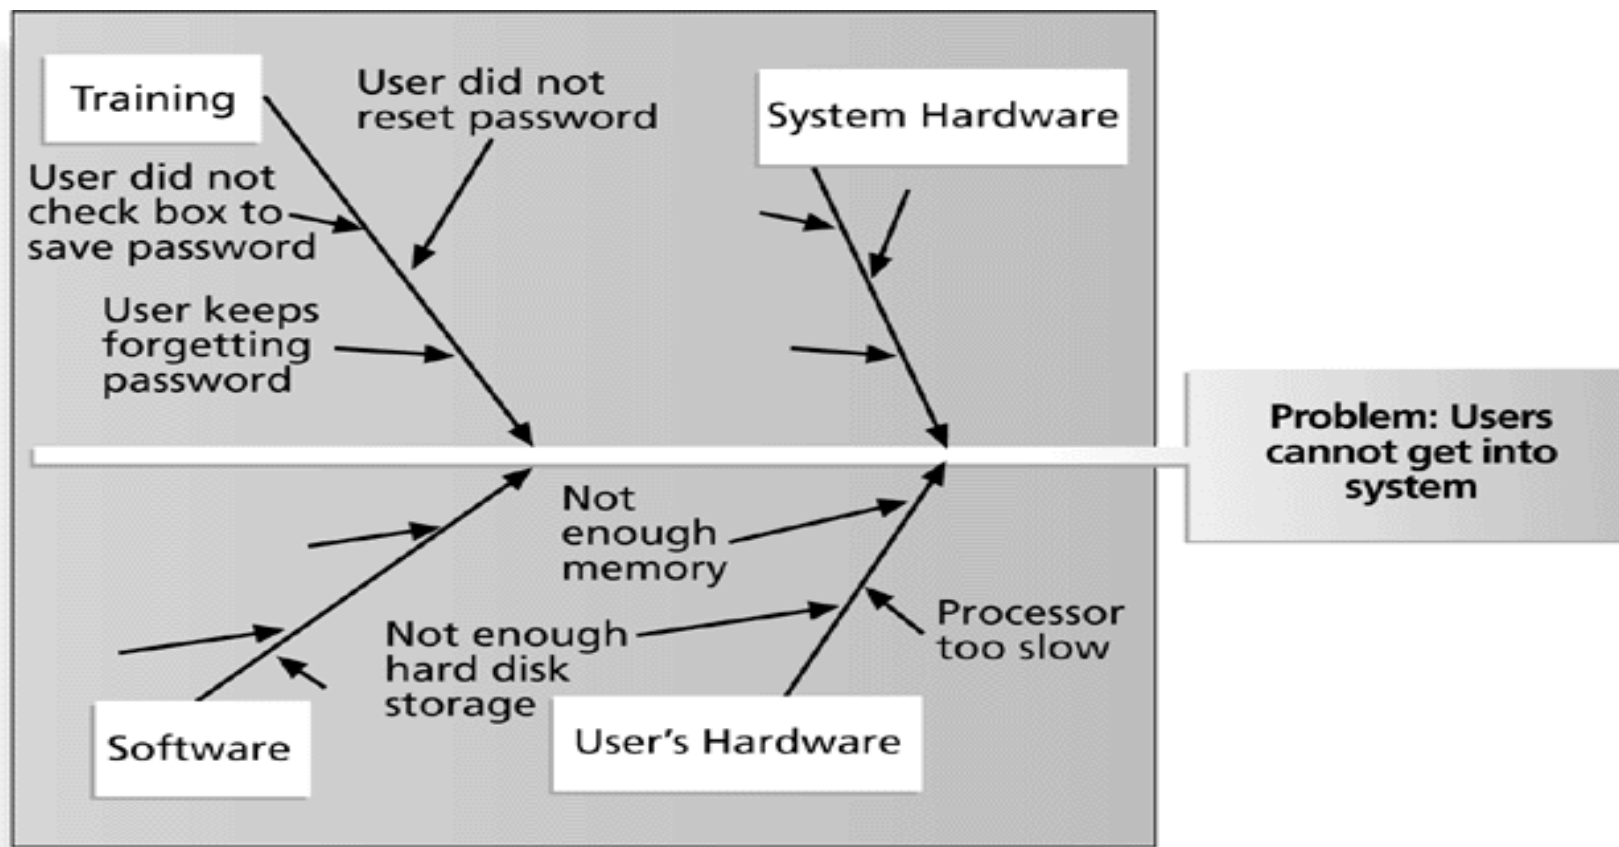 Training
User did not
reset password
System Hardware
User did not
check box to
save password
User keeps
forgetting
password
Problem: Users
cannot get into
system
Not
enough
memory
Not enough
hard disk
storage
Processor
too slow
Software
User's Hardware